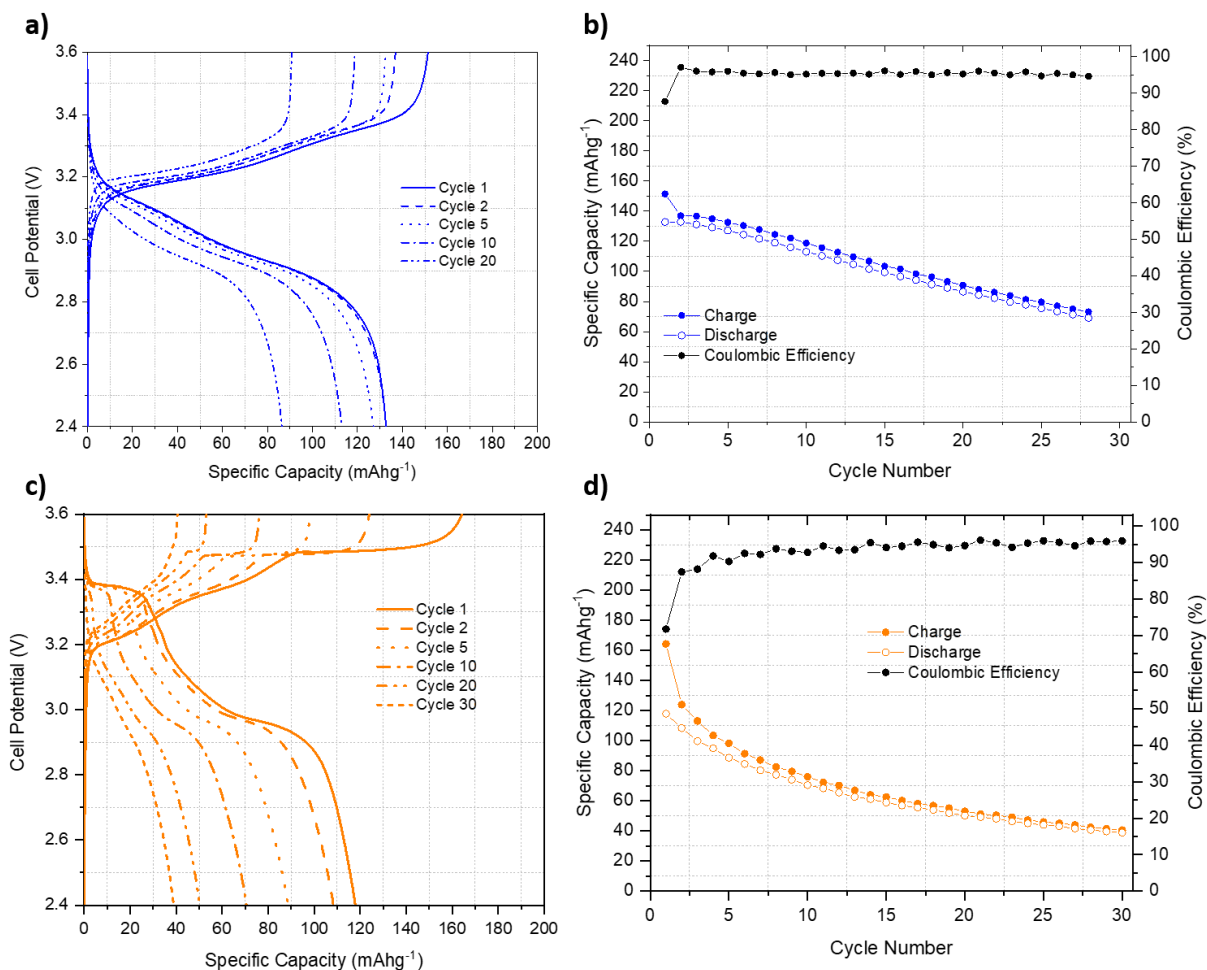 a)
3.6
3.4
3.2
3.0
2.8
2.6
2.4
Cell Potential (V)
Cycle 1
Cycle 2
Cycle 5
Cycle 10
Cycle 20
0 20 40 60 80 100 120 140 160 180 200
Specific Capacity (mAhg⁻¹)
b)
240
220
200
180
160
140
120
100
80
60
40
20
0
Specific Capacity (mAhg⁻¹)
Charge
Discharge
Coulombic Efficiency
100
90
80
70
60
50
40
30
20
10
0
Coulombic Efficiency (%)
0 5 10 15 20 25 30
Cycle Number
c)
3.6
3.4
3.2
3.0
2.8
2.6
2.4
Cell Potential (V)
Cycle 1
Cycle 2
Cycle 5
Cycle 10
Cycle 20
Cycle 30
0 20 40 60 80 100 120 140 160 180 200
Specific Capacity (mAhg⁻¹)
d)
240
220
200
180
160
140
120
100
80
60
40
20
0
Specific Capacity (mAhg⁻¹)
Charge
Discharge
Coulombic Efficiency
100
90
80
70
60
50
40
30
20
10
0
Coulombic Efficiency (%)
0 5 10 15 20 25 30
Cycle Number